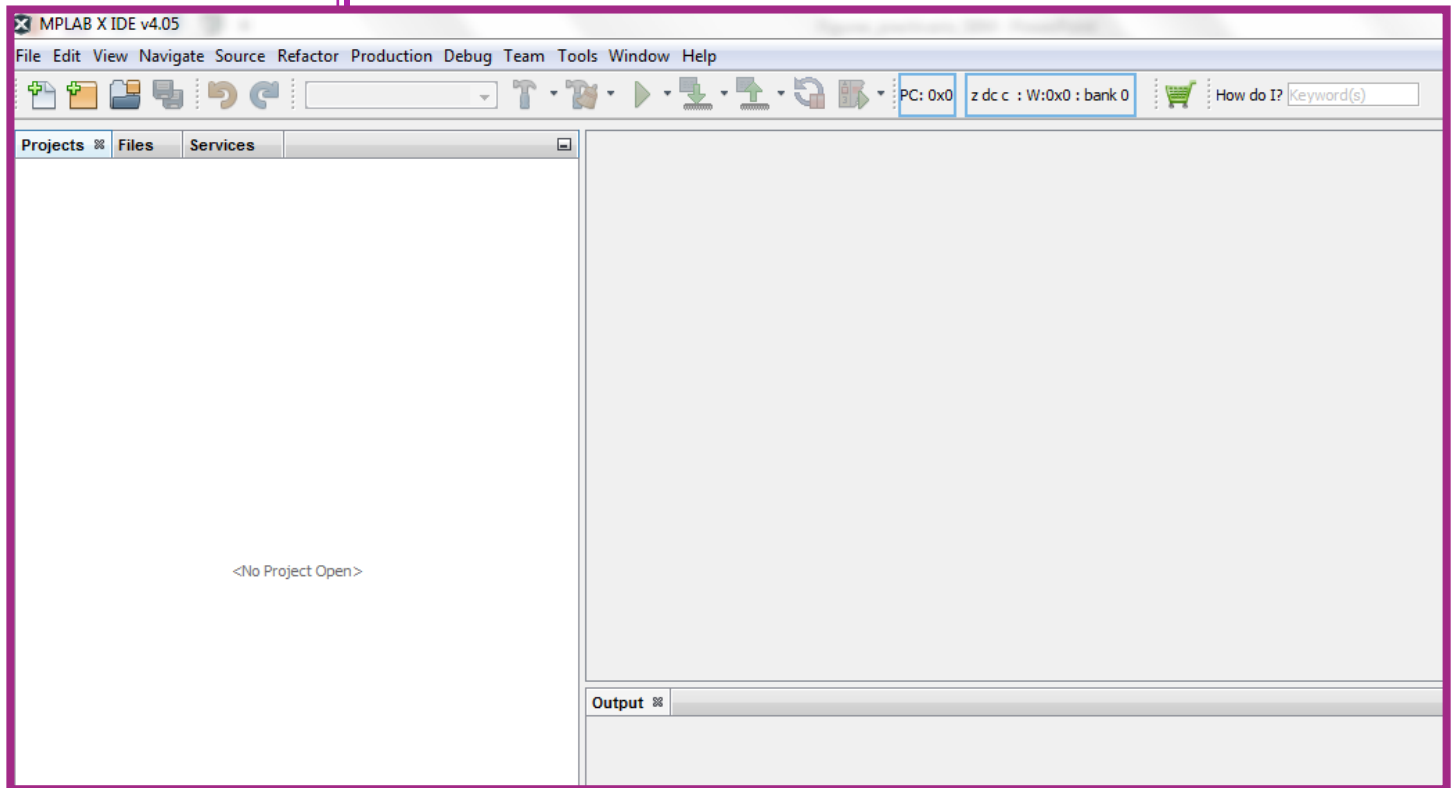 MPLAB X IDE v4.05
File Edit View Navigate Source Refactor Production Debug Team Tools Window Help
PC: 0x0 z dc c : W:0x0 : bank 0 How do I? Keyword(s)
Projects Files Services
<No Project Open>
Output